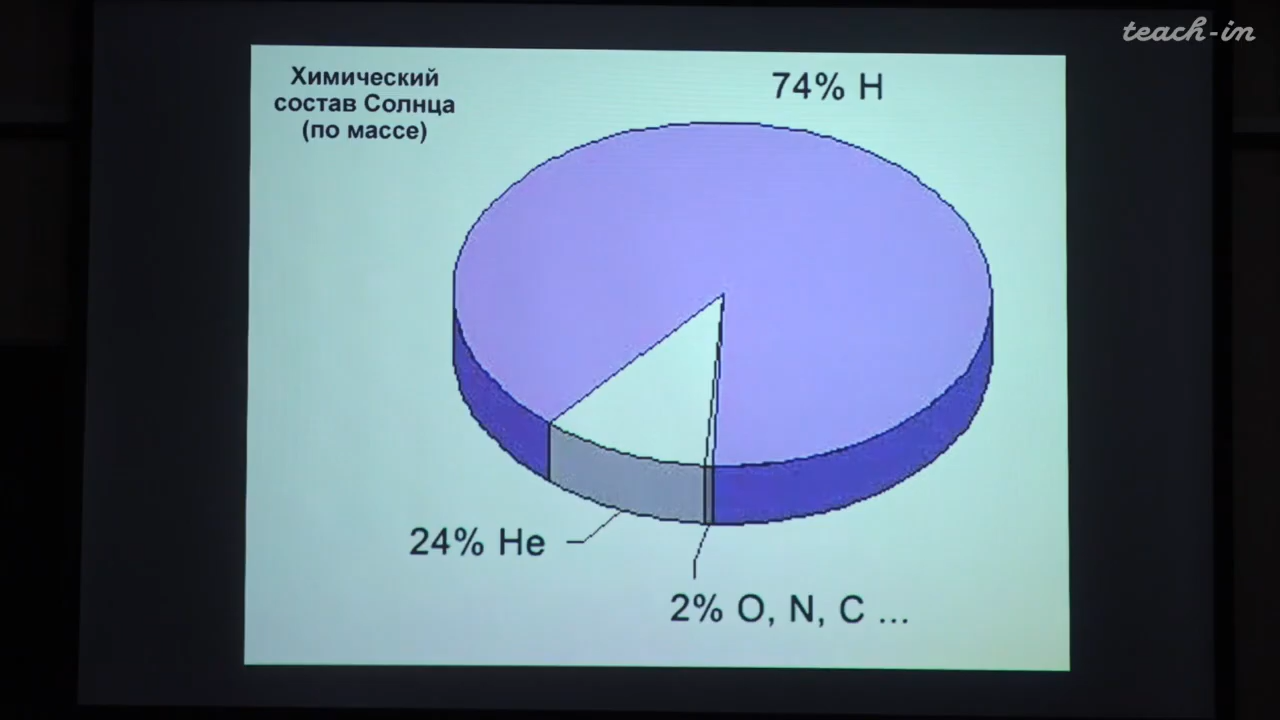 teach-in
Химический
состав Солнца
(по массе)
74% H
24% He
2% O, N, C ...